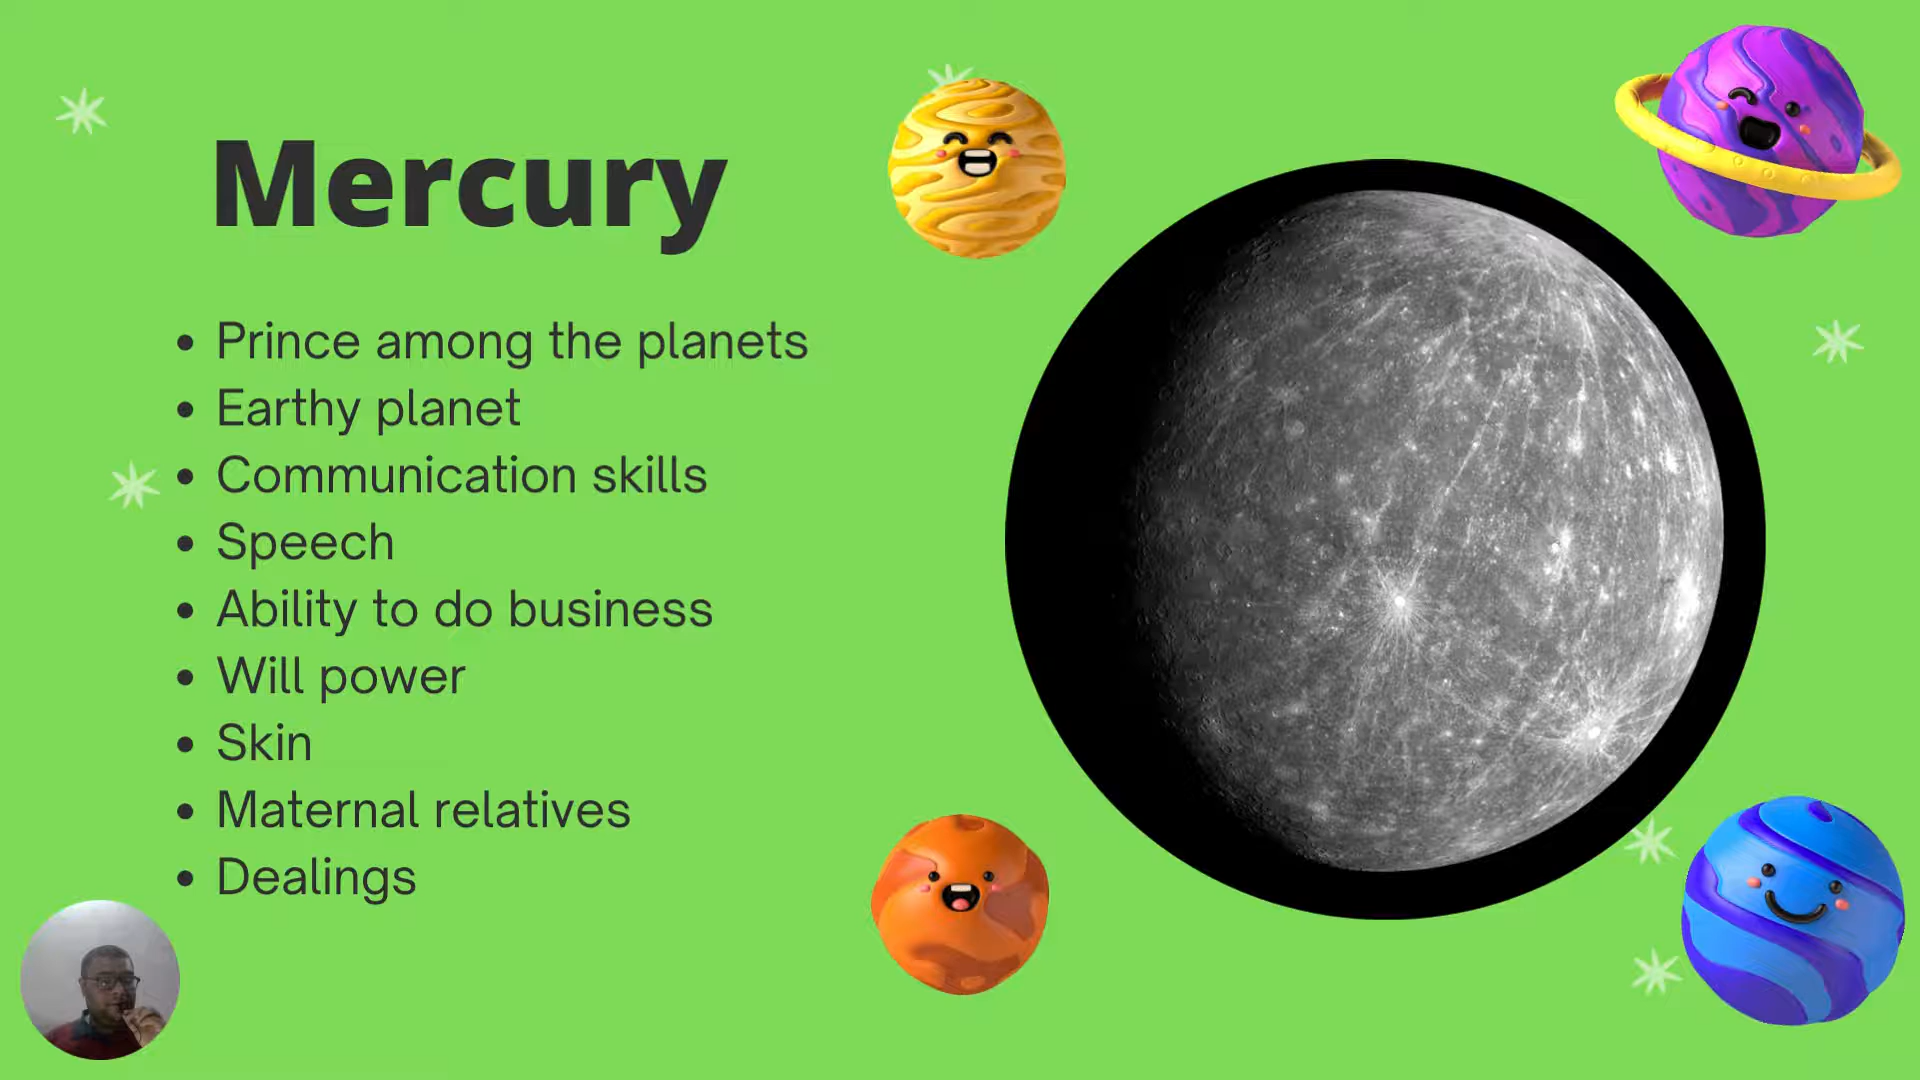 Mercury
• Prince among the planets
• Earthy planet
• Communication skills
• Speech
• Ability to do business
• Will power
• Skin
• Maternal relatives
• Dealings